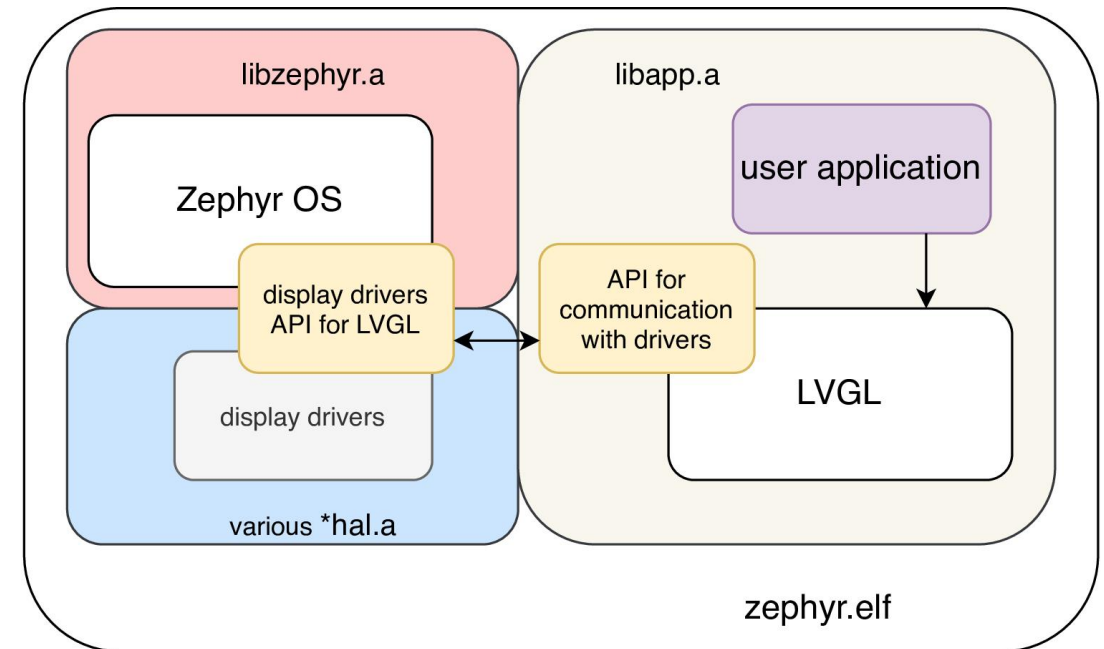 libzephyr.a
libapp.a
user application
Zephyr OS
display drivers
API for LVGL
API for
communication
with drivers
LVGL
display drivers
various *hal.a
zephyr.elf